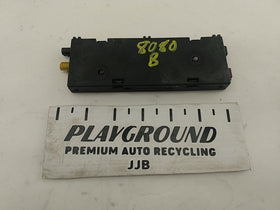 8080
B
PLAYGROUND
PREMIUM AUTO RECYCLING
JJB